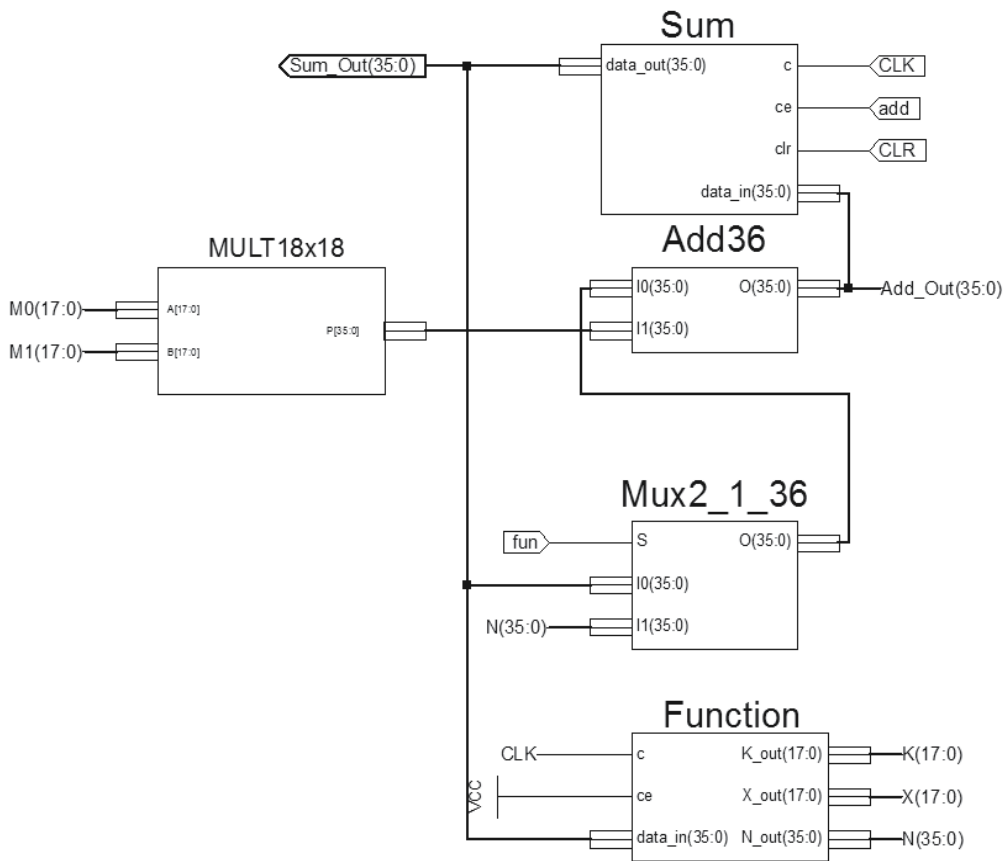 Sum
Sum_Out(35:0)
data_out(35:0)
c
CLK
ce
add
clr
CLR
data_in(35:0)
MULT18x18
Add36
M0(17:0)
A[17:0]
P[35:0]
M1(17:0)
B[17:0]
I0(35:0)
O(35:0)
Add_Out(35:0)
I1(35:0)
Mux2_1_36
fun
S
O(35:0)
I0(35:0)
N(35:0)
I1(35:0)
Function
CLK
c
K_out(17:0)
K(17:0)
VCC
ce
X_out(17:0)
X(17:0)
data_in(35:0)
N_out(35:0)
N(35:0)